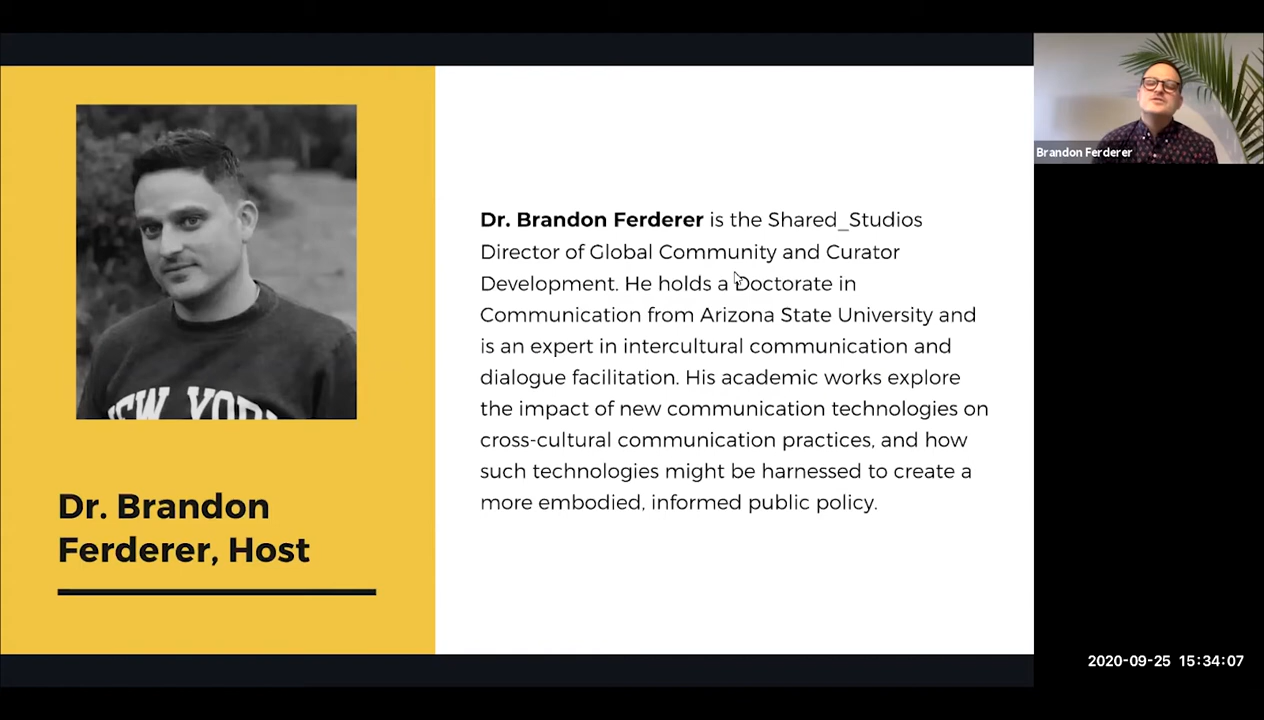 NEW YORK
Dr. Brandon
Ferderer, Host
Dr. Brandon Ferderer is the Shared_Studios
Director of Global Community and Curator
Development. He holds a Doctorate in
Communication from Arizona State University and
is an expert in intercultural communication and
dialogue facilitation. His academic works explore
the impact of new communication technologies on
cross-cultural communication practices, and how
such technologies might be harnessed to create a
more embodied, informed public policy.
Brandon Ferderer
2020-09-25 15:34:07